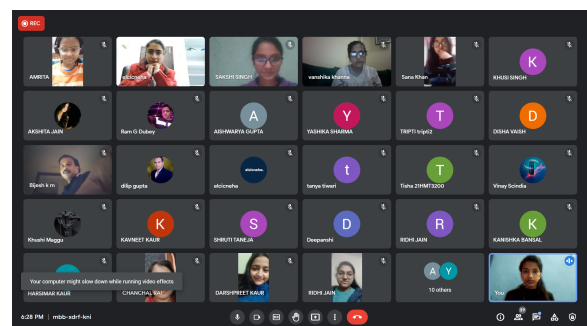 REC
AMRITA
elcicneha
SAKSHI SINGH
vanshika khanna
Sana Khan
K
KHUSI SINGH
AKSHITA JAIN
Ram G Dubey
A
AISHWARYA GUPTA
Y
YASHIKA SHARMA
T
TRIPTI tripti2
D
DISHA VAISH
Bijesh k m
dilip gupta
elcicneha.
elcicneha
t
tanya tiwari
T
Tisha 21HMT3200
Vinay Scindia
Khushi Maggu
K
KAVNEET KAUR
S
SHRUTI TANEJA
D
Deepanshi
R
RIDHI JAIN
K
KANISHKA BANSAL
Your computer might slow down while running video effects
HARSIMAR KAUR
CHANCHAL RAI
DARSHPREET KAUR
RIDHI JAIN
A Y
10 others
You
6:28 PM | mbb-xdrf-kni